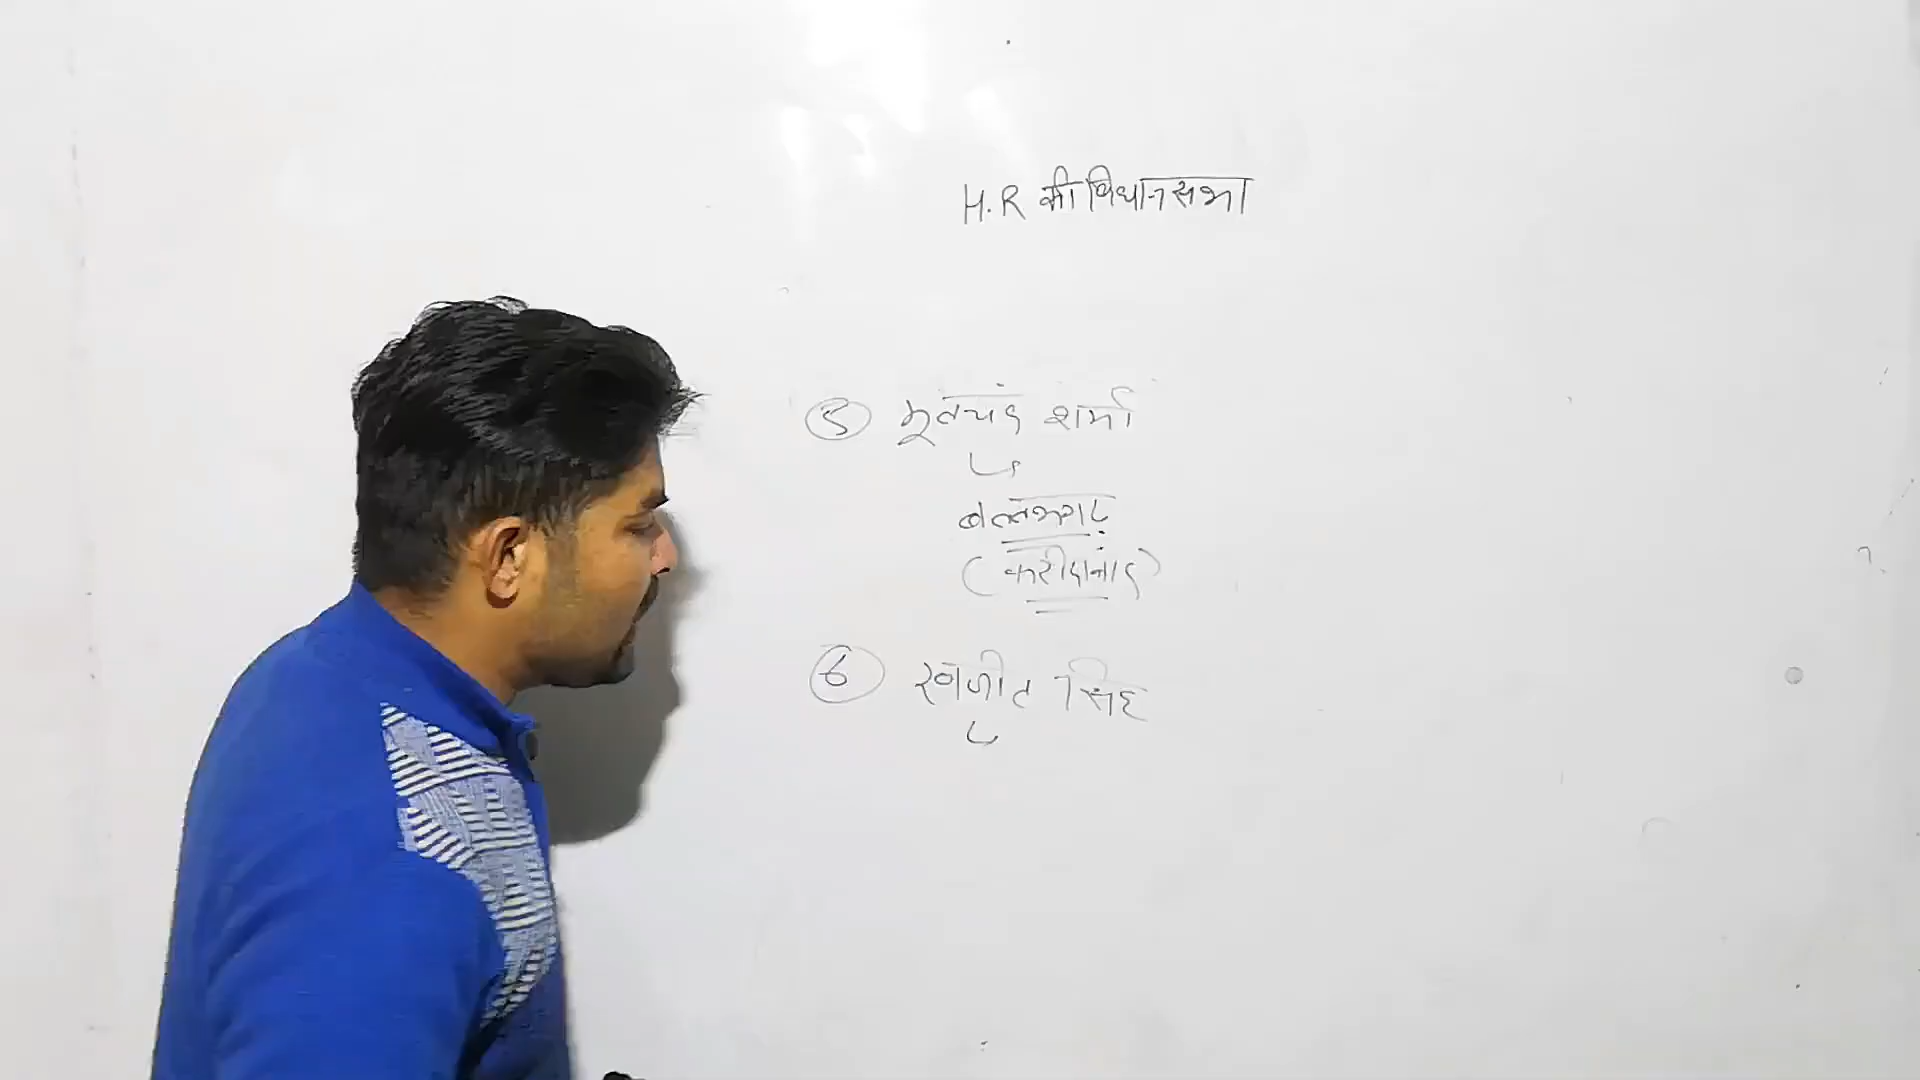 H.R की विधानसभा
5 मूलचंद शर्मा
बल्लभगढ़
(फरीदाबाद)
6 रणजीत सिंह